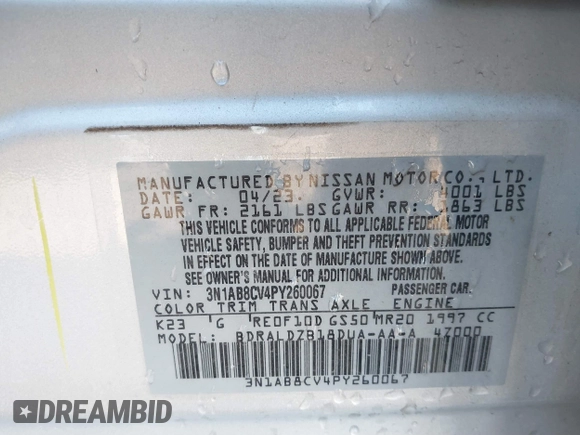 MANUFACTURED BY NISSAN MOTOR CO., LTD.
DATE: 04/23. GVWR: 4001 LBS
GAWR FR: 2161 LBS GAWR RR: 1863 LBS
THIS VEHICLE CONFORMS TO ALL APPLICABLE FEDERAL MOTOR
VEHICLE SAFETY, BUMPER AND THEFT PREVENTION STANDARDS
IN EFFECT ON THE DATE OF MANUFACTURE SHOWN ABOVE.
SEE OWNER'S MANUAL FOR ADDITIONAL INFORMATION.
VIN: 3N1AB8CV4PY260067 PASSENGER CAR
COLOR TRIM TRANS AXLE ENGINE
K23 'G 'RE0F10D GS50'MR20 1997 CC
MODEL: BDRALDZB18DUA-AA-A 4Z000
3N1AB8CV4PY260067
DREAMBID